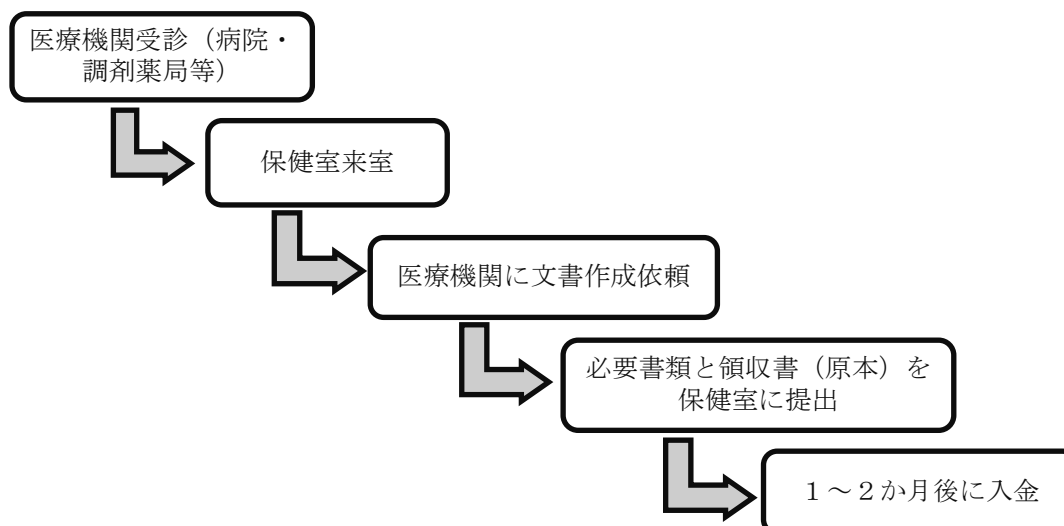 医療機関受診（病院・
調剤薬局等）
保健室来室
医療機関に文書作成依頼
必要書類と領収書（原本）を
保健室に提出
１～２か月後に入金